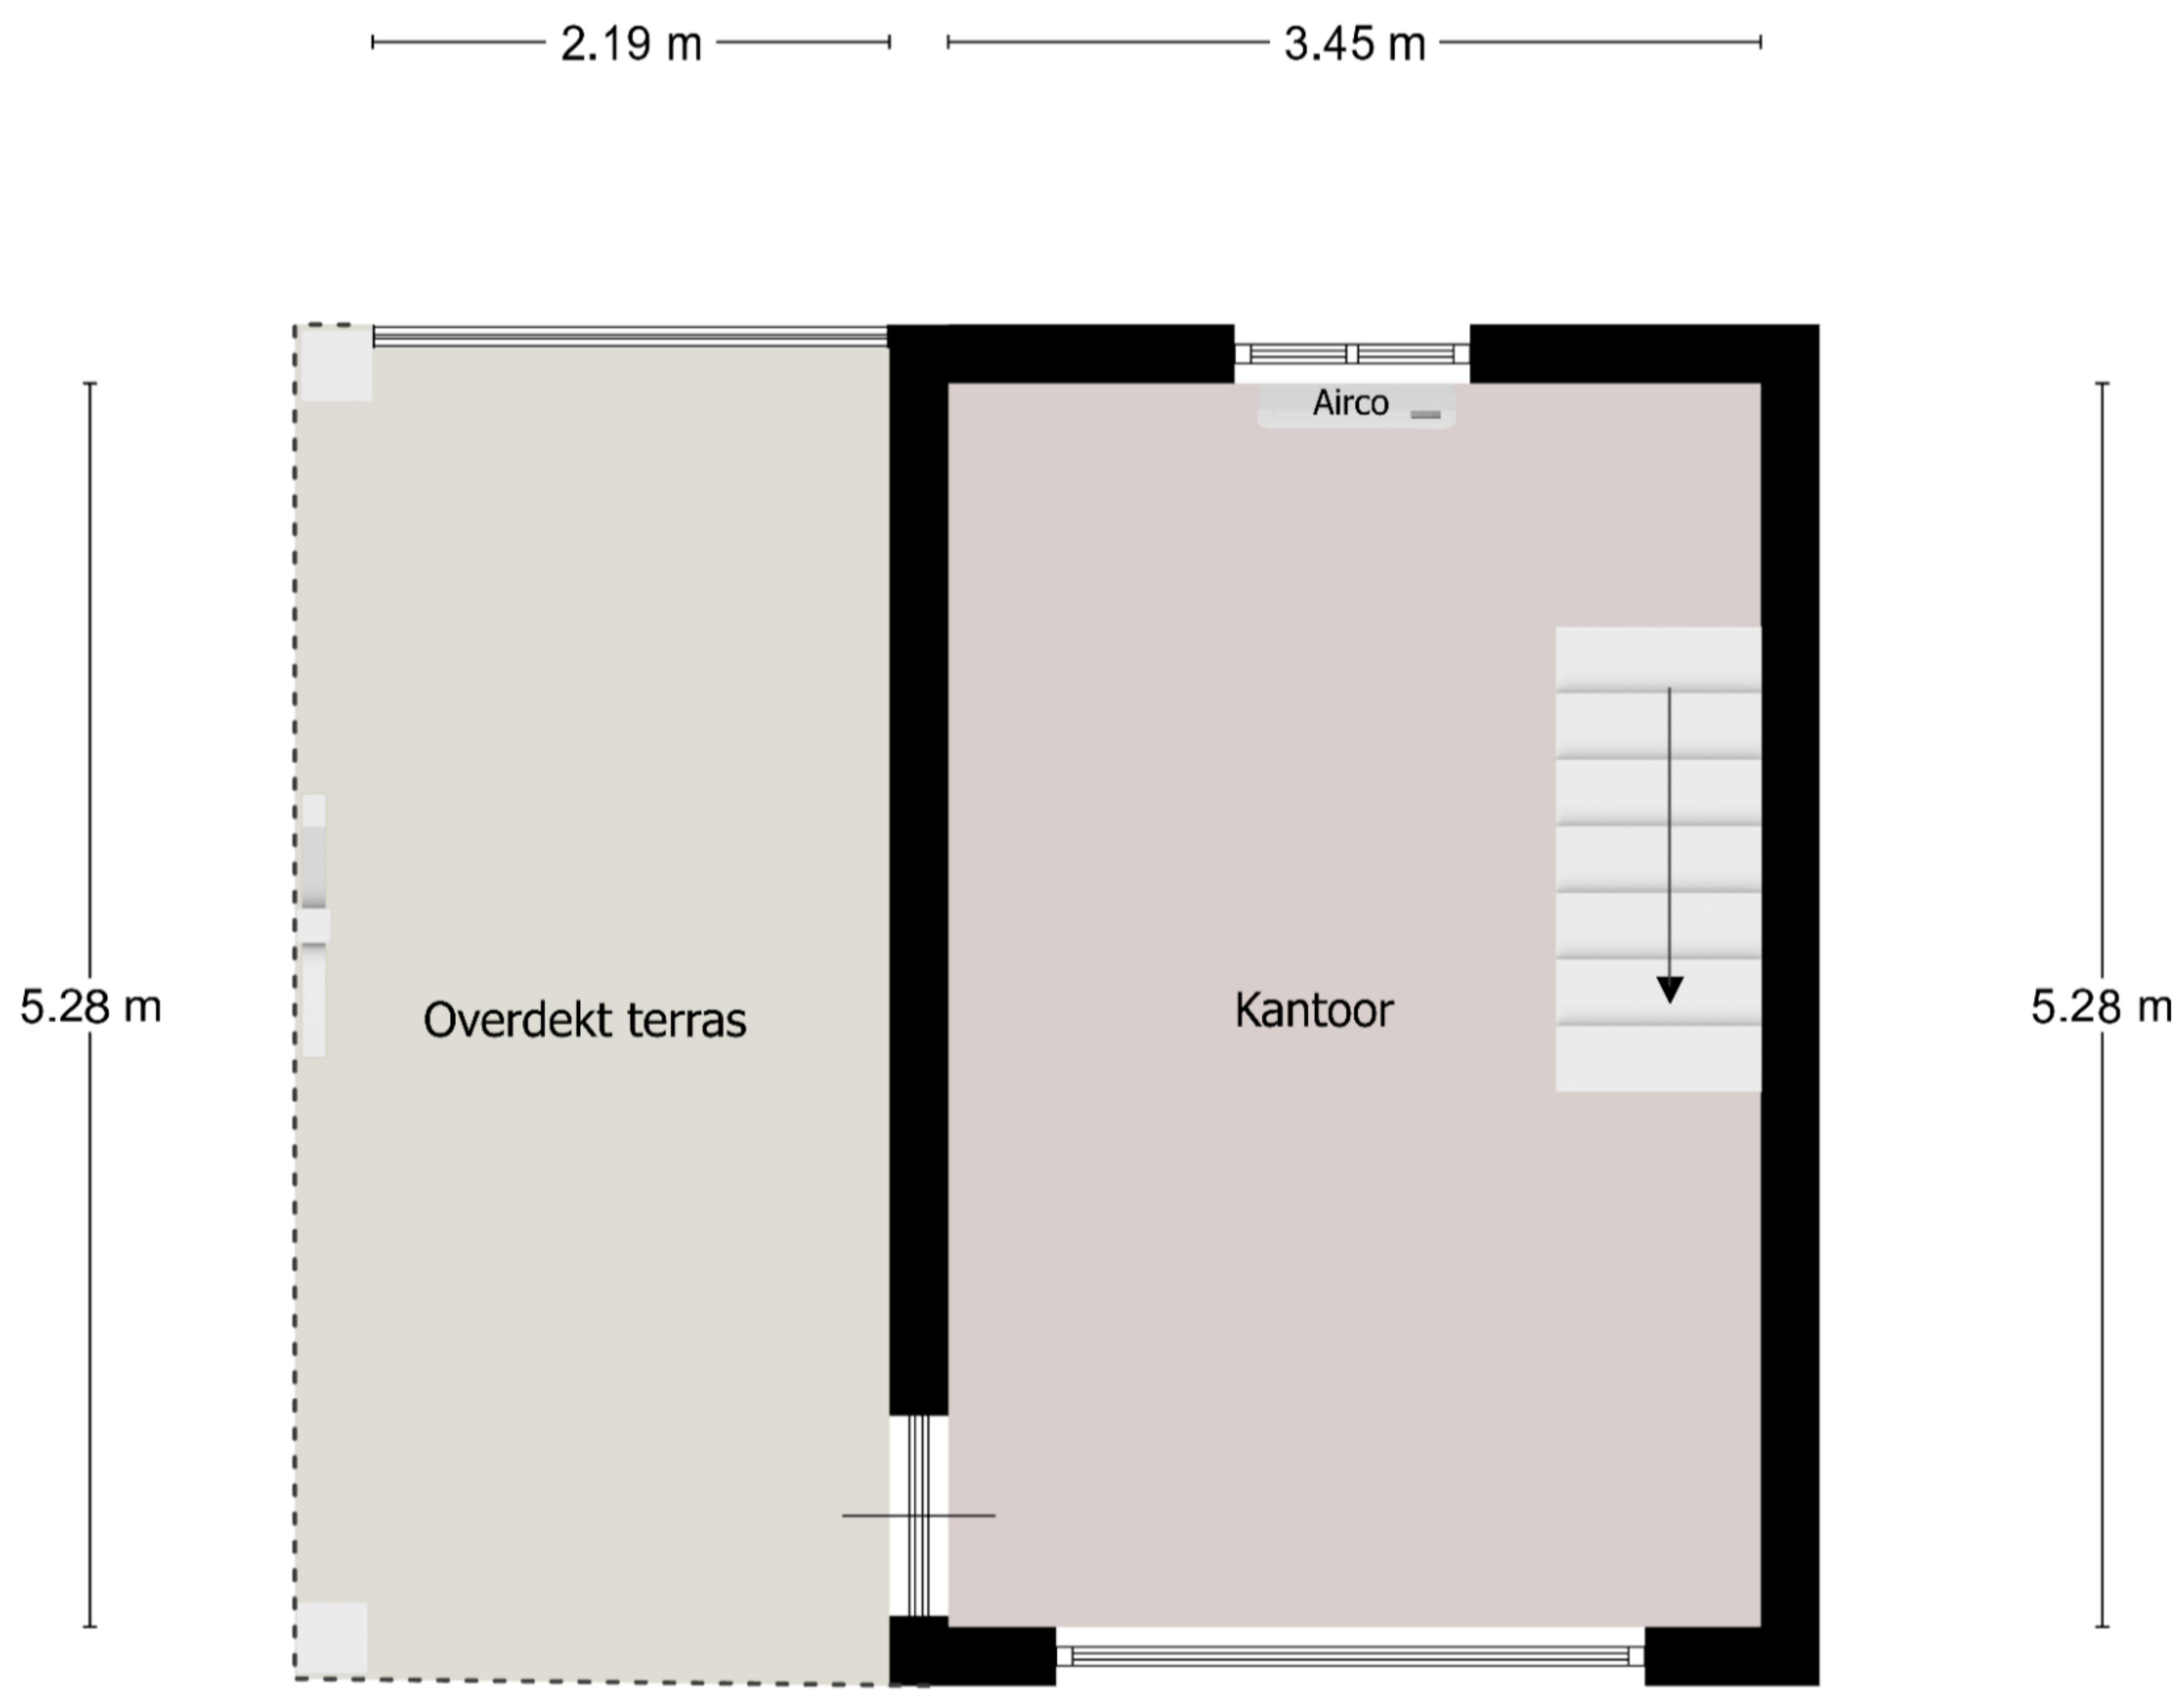 2.19 m
3.45 m
Airco
5.28 m
Overdekt terras
Kantoor
5.28 m